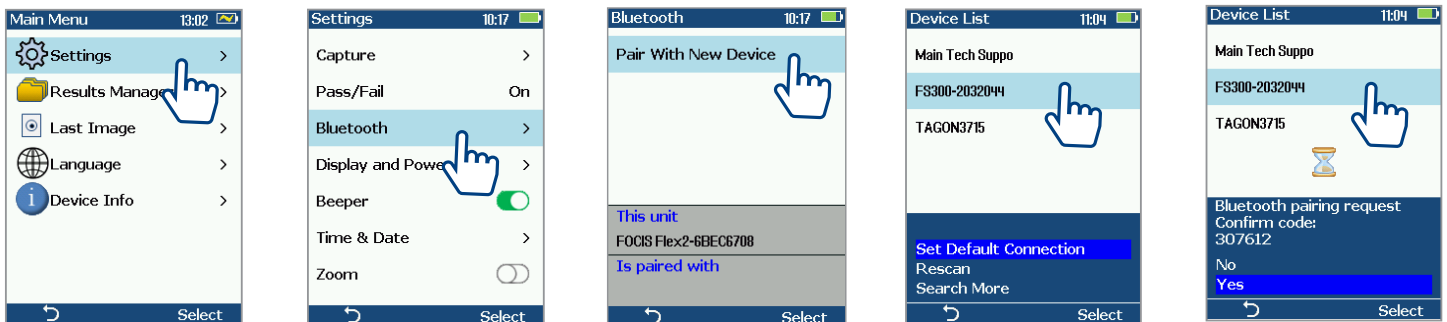 Main Menu 13:02
Settings >
Results Manage >
Last Image >
Language >
Device Info >
Select
Settings 10:17
Capture >
Pass/Fail On
Bluetooth >
Display and Powe >
Beeper
Time & Date >
Zoom
Select
Bluetooth 10:17
Pair With New Device
This unit
FOCIS Flex2-6BEC6708
Is paired with
Select
Device List 11:04
Main Tech Suppo
FS300-2032044
TAGON3715
Set Default Connection
Rescan
Search More
Select
Device List 11:04
Main Tech Suppo
FS300-2032044
TAGON3715
Bluetooth pairing request
Confirm code:
307612
No
Yes
Select